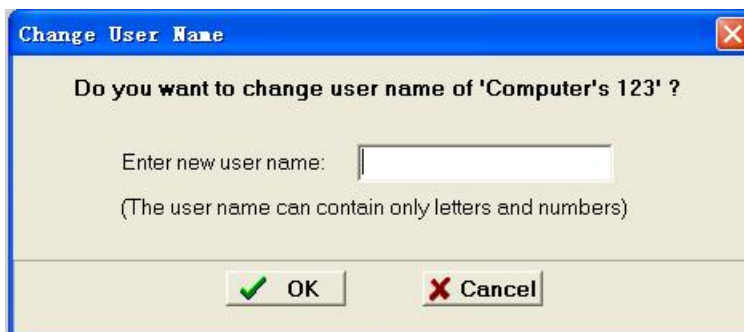 Change User Name
Do you want to change user name of 'Computer's 123' ?
Enter new user name:
(The user name can contain only letters and numbers)
OK Cancel